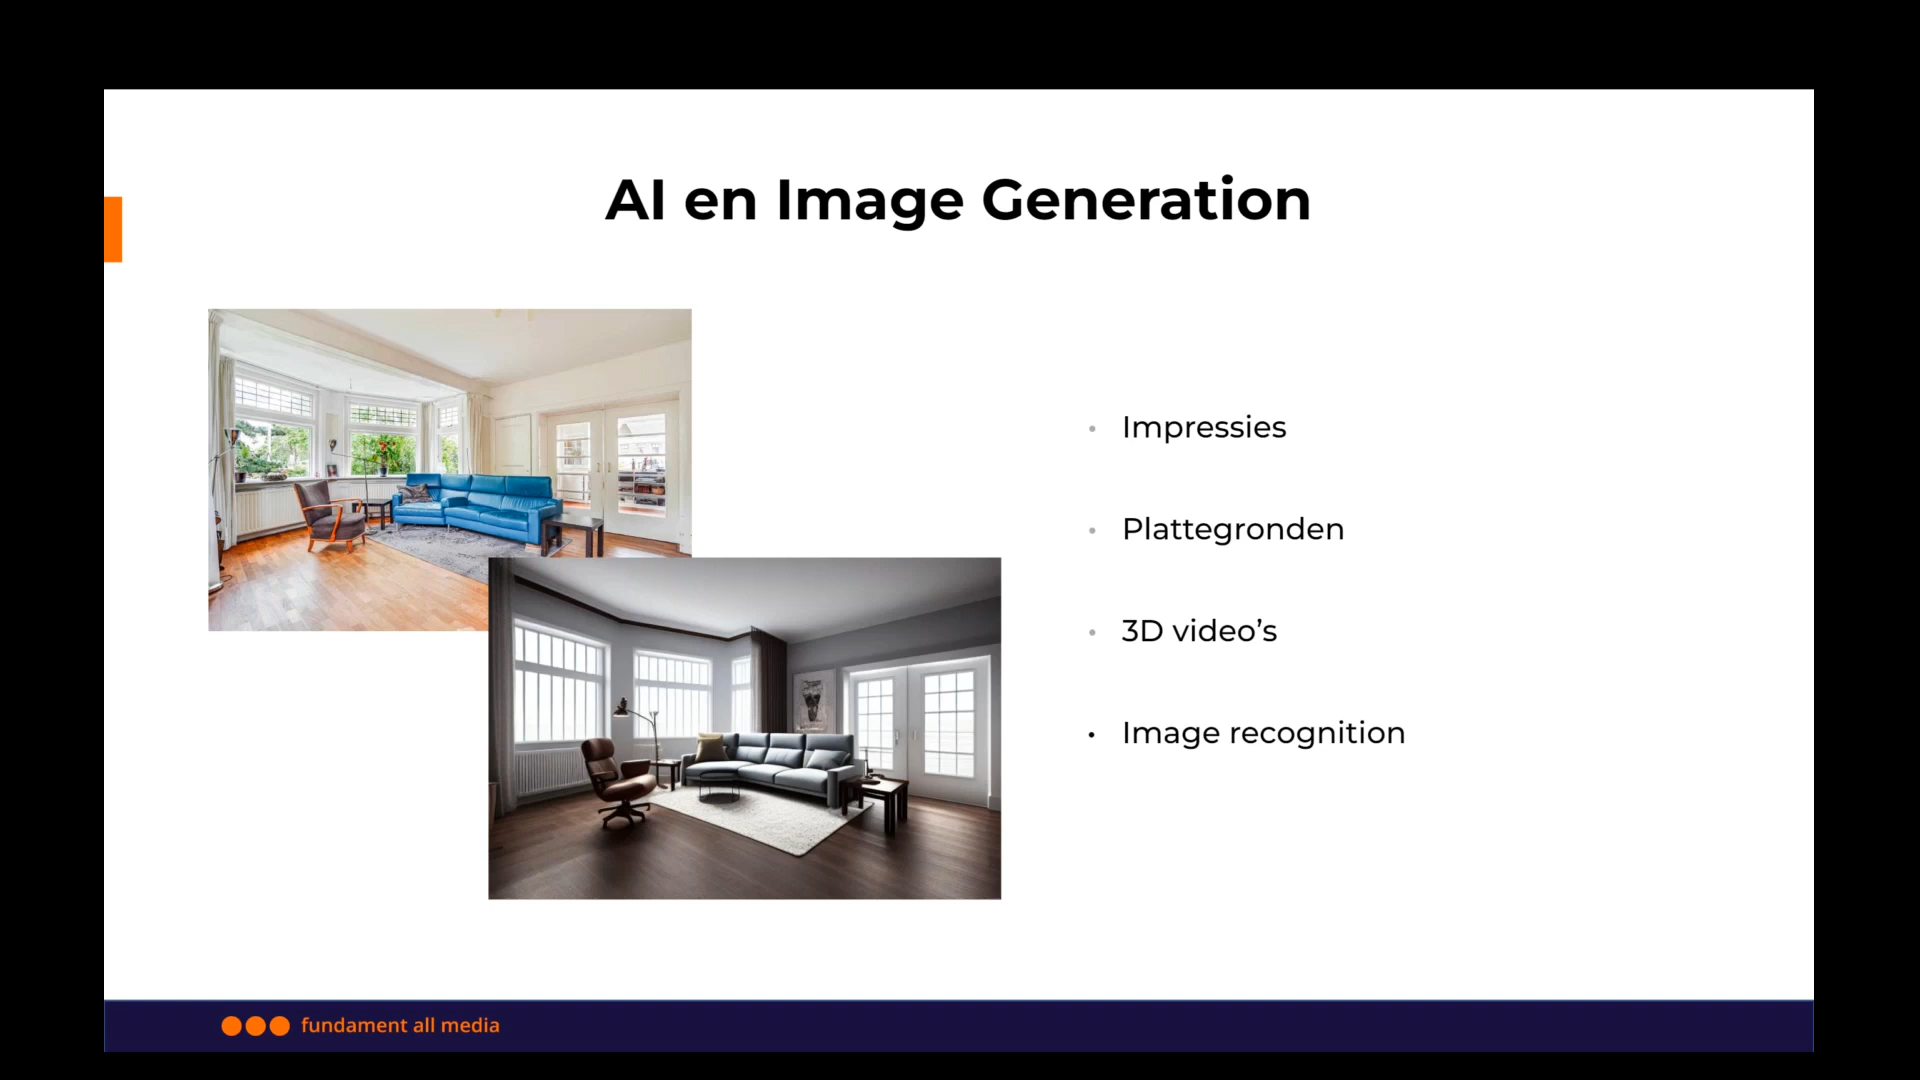 AI en Image Generation
• Impressies
• Plattegronden
• 3D video’s
• Image recognition
fundament all media